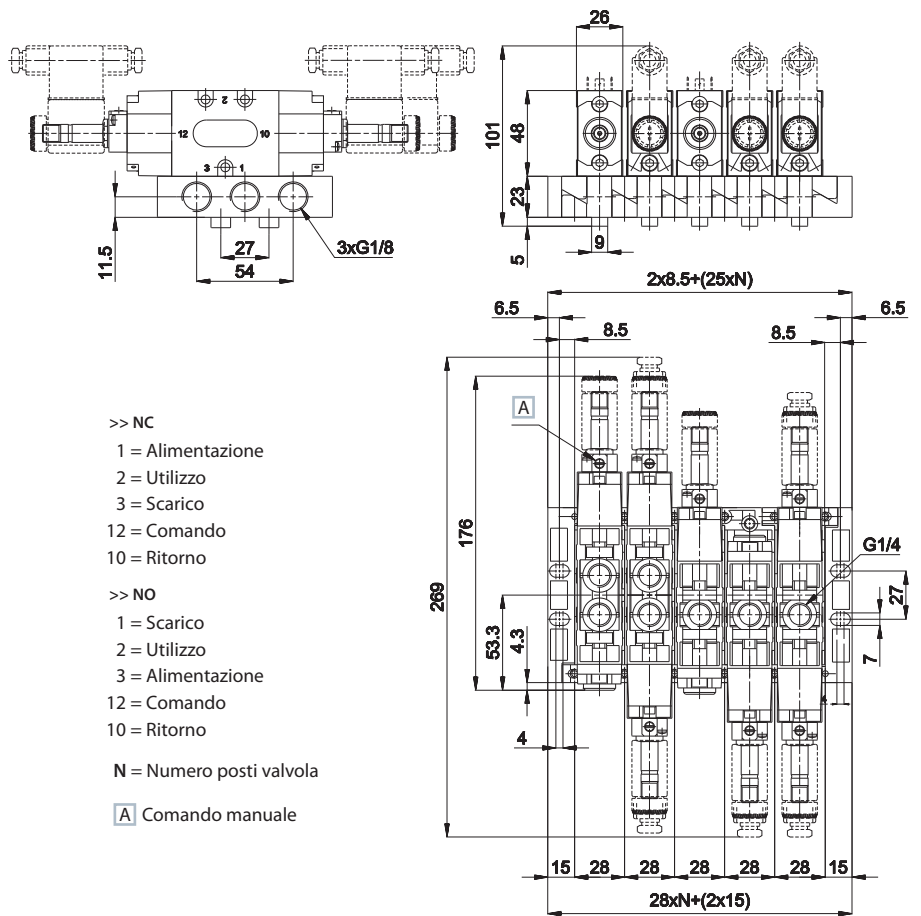 26
101
48
23
5
9
2
12
10
3
1
11.5
27
54
3xG1/8
2x8.5+(25xN)
6.5
6.5
8.5
8.5
A
>> NC
1 = Alimentazione
2 = Utilizzo
3 = Scarico
12 = Comando
10 = Ritorno
>> NO
1 = Scarico
2 = Utilizzo
3 = Alimentazione
12 = Comando
10 = Ritorno
N = Numero posti valvola
A Comando manuale
269
176
53.3
4.3
4
G1/4
27
7
15
28
28
28
28
28
15
28xN+(2x15)